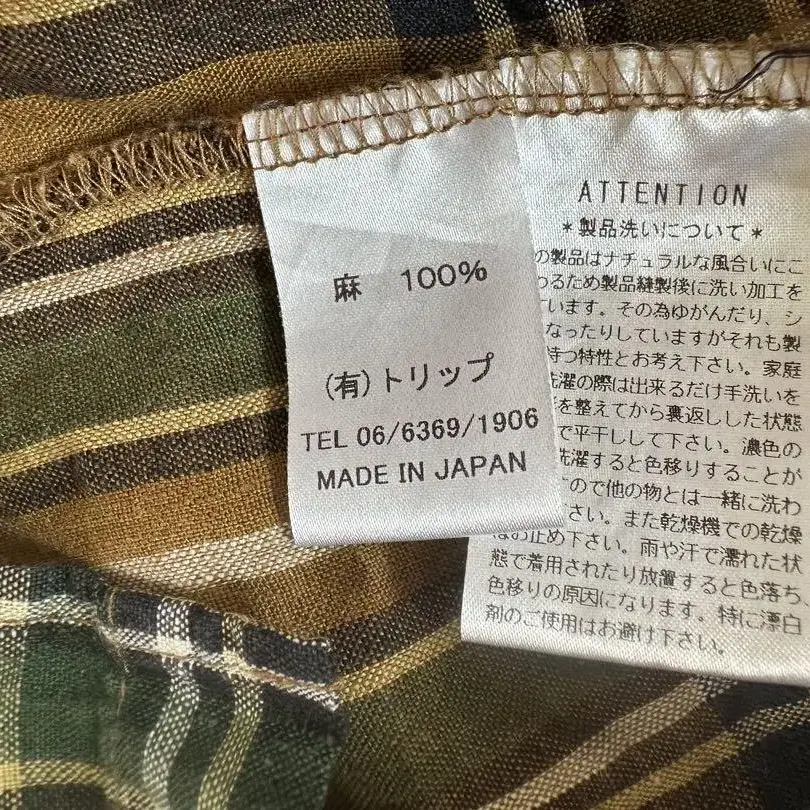 麻 100%
(有)トリップ
TEL 06/6369/1906
MADE IN JAPAN
ATTENTION
*製品洗いについて*
の製品はナチュラルな風合いにこ
わるため製品縫製後に洗い加工を
ています。その為ゆがんだり、シ
なったりしていますがそれも製
持つ特性とお考え下さい。家庭
洗濯の際は出来るだけ手洗いを
を整えてから裏返しした状態
で平干しして下さい。濃色の
洗濯すると色移りすることが
ので他の物とは一緒に洗わ
さい。また乾燥機での乾燥
はお止め下さい。雨や汗で濡れた状
態で着用されたり放置すると色落ち
色移りの原因になります。特に漂白
剤のご使用はお避け下さい。